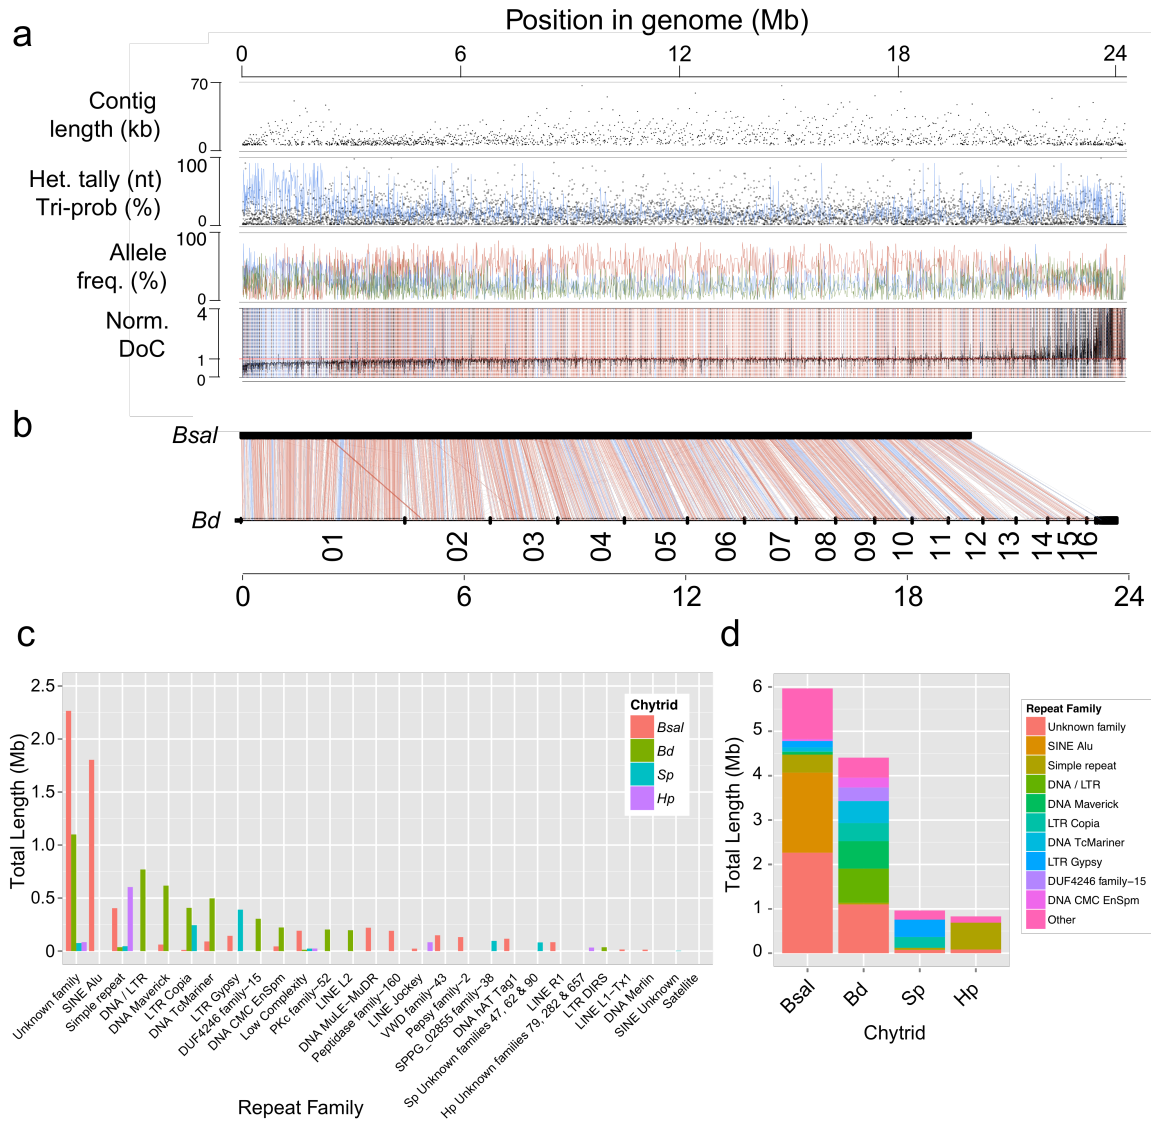 a
Position in genome (Mb)
0 6 12 18 24
Contig
length (kb)
70
0
Het. tally (nt)
Tri-prob (%)
100
0
Allele
freq. (%)
100
0
Norm.
DoC
4
1
0
b
Bsal
Bd
01 02 03 04 05 06 07 08 09 10 11 12 13 14 15 16
0 6 12 18 24
c
Total Length (Mb)
2.5
2.0
1.5
1.0
0.5
0
Chytrid
Bsal
Bd
Sp
Hp
Unknown family
SINE Alu
Simple repeat
DNA / LTR
DNA Maverick
LTR Copia
DNA TcMariner
LTR Gypsy
DUF4246 family−15
DNA CMC EnSpm
Low Complexity
PKc family−52
LINE L2
DNA MuLE−MuDR
Peptidase family−160
LINE Jockey
VWD family−43
Pepsy family−2
SPPG_02855 family−38
DNA hAT Tag1
Sp Unknown families 47, 62 & 90
LINE R1
Hp Unknown families 79, 282 & 657
LTR DIRS
LINE L1−Tx1
DNA Merlin
SINE Unknown
Satellite
Repeat Family
d
Total Length (Mb)
6
5
4
3
2
1
0
Bsal
Bd
Sp
Hp
Chytrid
Repeat Family
Unknown family
SINE Alu
Simple repeat
DNA / LTR
DNA Maverick
LTR Copia
DNA TcMariner
LTR Gypsy
DUF4246 family−15
DNA CMC EnSpm
Other